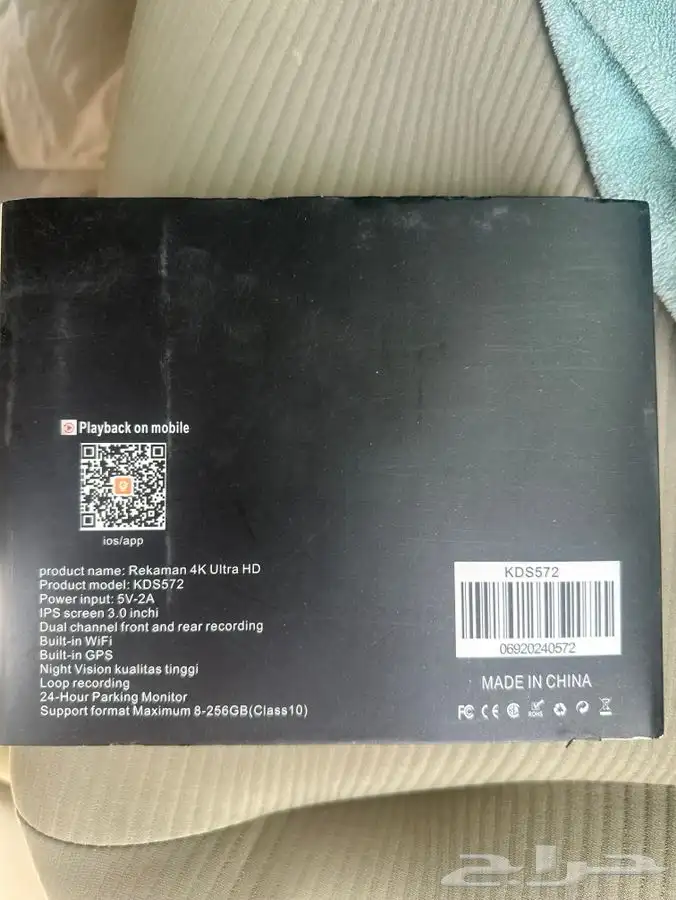 Playback on mobile
ios/app
product name: Rekaman 4K Ultra HD
Product model: KDS572
Power input: 5V-2A
IPS screen 3.0 inchi
Dual channel front and rear recording
Built-in WiFi
Built-in GPS
Night Vision kualitas tinggi
Loop recording
24-Hour Parking Monitor
Support format Maximum 8-256GB(Class10)
KDS572
06920240572
MADE IN CHINA
FC CE ROHS
حراج